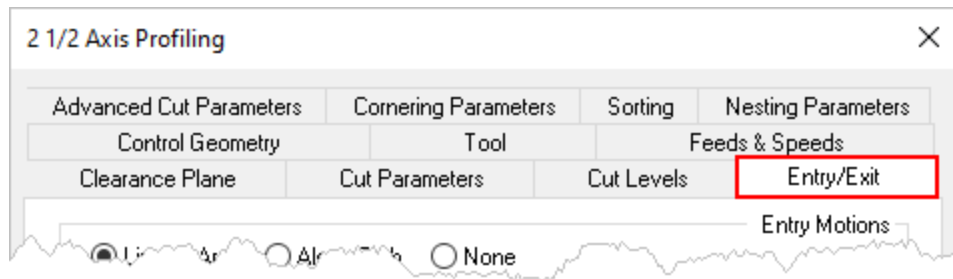 2 1/2 Axis Profiling
Advanced Cut Parameters Cornering Parameters Sorting Nesting Parameters
Control Geometry Tool Feeds & Speeds
Clearance Plane Cut Parameters Cut Levels Entry/Exit
Entry Motions
None